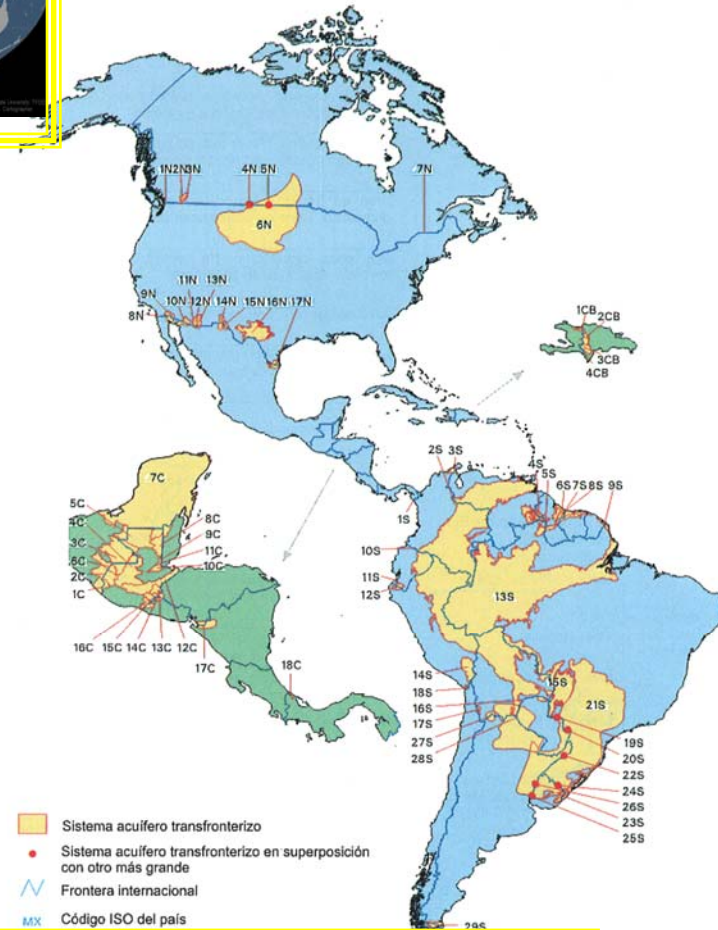 1N 2N 3N 4N 5N 7N
6N
11N 13N
9N 10N 12N 14N 15N 16N 17N
8N
1CB
2CB
3CB
4CB
7C
5C
4C
3C
2C
1C
8C
9C
11C
10C
16C 15C 14C 13C 12C
17C
18C
2S 3S
4S
5S
6S 7S 8S 9S
1S
10S
11S
12S
13S
14S
18S
16S
17S
27S
28S
15S
21S
19S
20S
22S
24S
26S
23S
25S
29S
Sistema acuífero transfronterizo
Sistema acuífero transfronterizo en superposición
con otro más grande
Frontera internacional
MX Código ISO del país